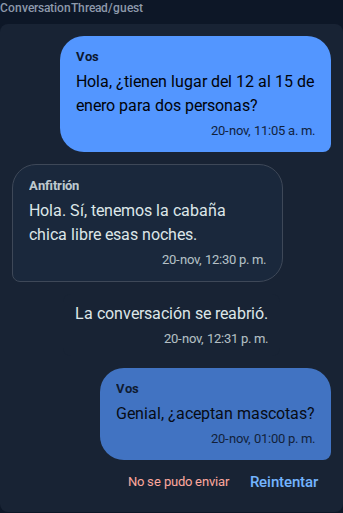 ConversationThread/guest
Vos
Hola, ¿tienen lugar del 12 al 15 de
enero para dos personas?
20-nov, 11:05 a. m.
Anfitrión
Hola. Sí, tenemos la cabaña
chica libre esas noches.
20-nov, 12:30 p. m.
La conversación se reabrió.
20-nov, 12:31 p. m.
Vos
Genial, ¿aceptan mascotas?
20-nov, 01:00 p. m.
No se pudo enviar Reintentar